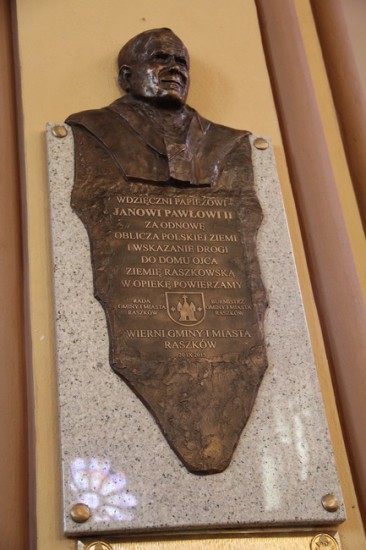 WDZIĘCZNI PAPIEŻOWI
JANOWI PAWŁOWI II
ZA ODNOWĘ
OBLICZA POLSKIEJ ZIEMI
I WSKAZANIE DROGI
DO DOMU OJCA
ZIEMIĘ RASZKOWSKĄ
W OPIEKĘ POWIERZAMY
RADA
GMINY I MIASTA
RASZKÓW
BURMISTRZ
GMINY I MIASTA
RASZKÓW
WIERNI GMINY I MIASTA
RASZKÓW